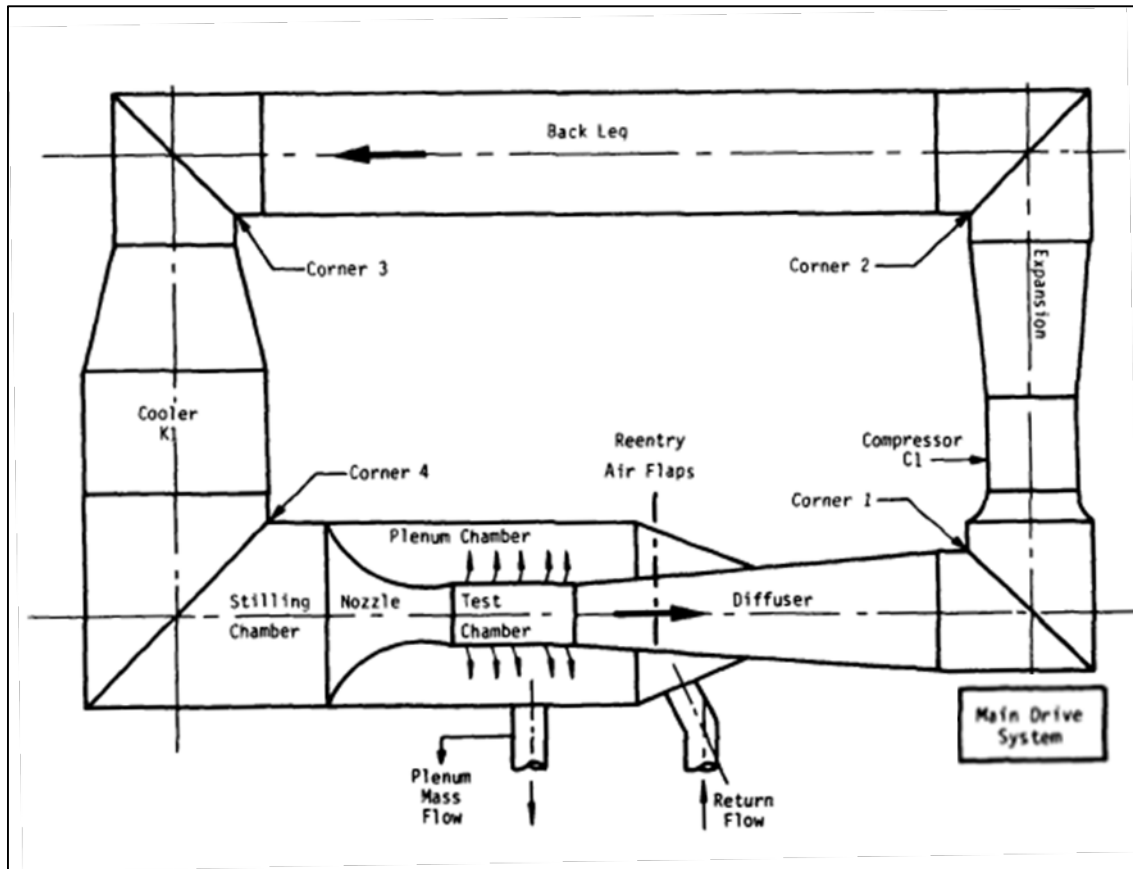 Back Leg
Corner 3
Corner 2
Expansion
Cooler
K1
Reentry
Air Flaps
Compressor
C1
Corner 4
Corner 1
Plenum Chamber
Stilling
Chamber
Nozzle
Test
Chamber
Diffuser
Main Drive
System
Plenum
Mass
Flow
Return
Flow